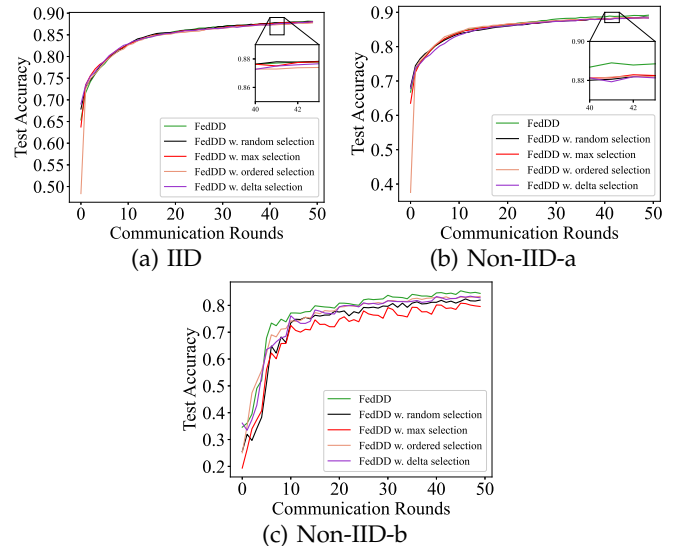 0.90
0.85
0.80
0.75
0.70
0.65
0.60
0.55
0.50
Test Accuracy
0.88
0.86
40 42
FedDD
FedDD w. random selection
FedDD w. max selection
FedDD w. ordered selection
FedDD w. delta selection
0 10 20 30 40 50
Communication Rounds
(a) IID
0.9
0.8
0.7
0.6
0.5
0.4
Test Accuracy
0.90
0.88
40 42
FedDD
FedDD w. random selection
FedDD w. max selection
FedDD w. ordered selection
FedDD w. delta selection
0 10 20 30 40 50
Communication Rounds
(b) Non-IID-a
0.8
0.7
0.6
0.5
0.4
0.3
0.2
Test Accuracy
FedDD
FedDD w. random selection
FedDD w. max selection
FedDD w. ordered selection
FedDD w. delta selection
0 10 20 30 40 50
Communication Rounds
(c) Non-IID-b